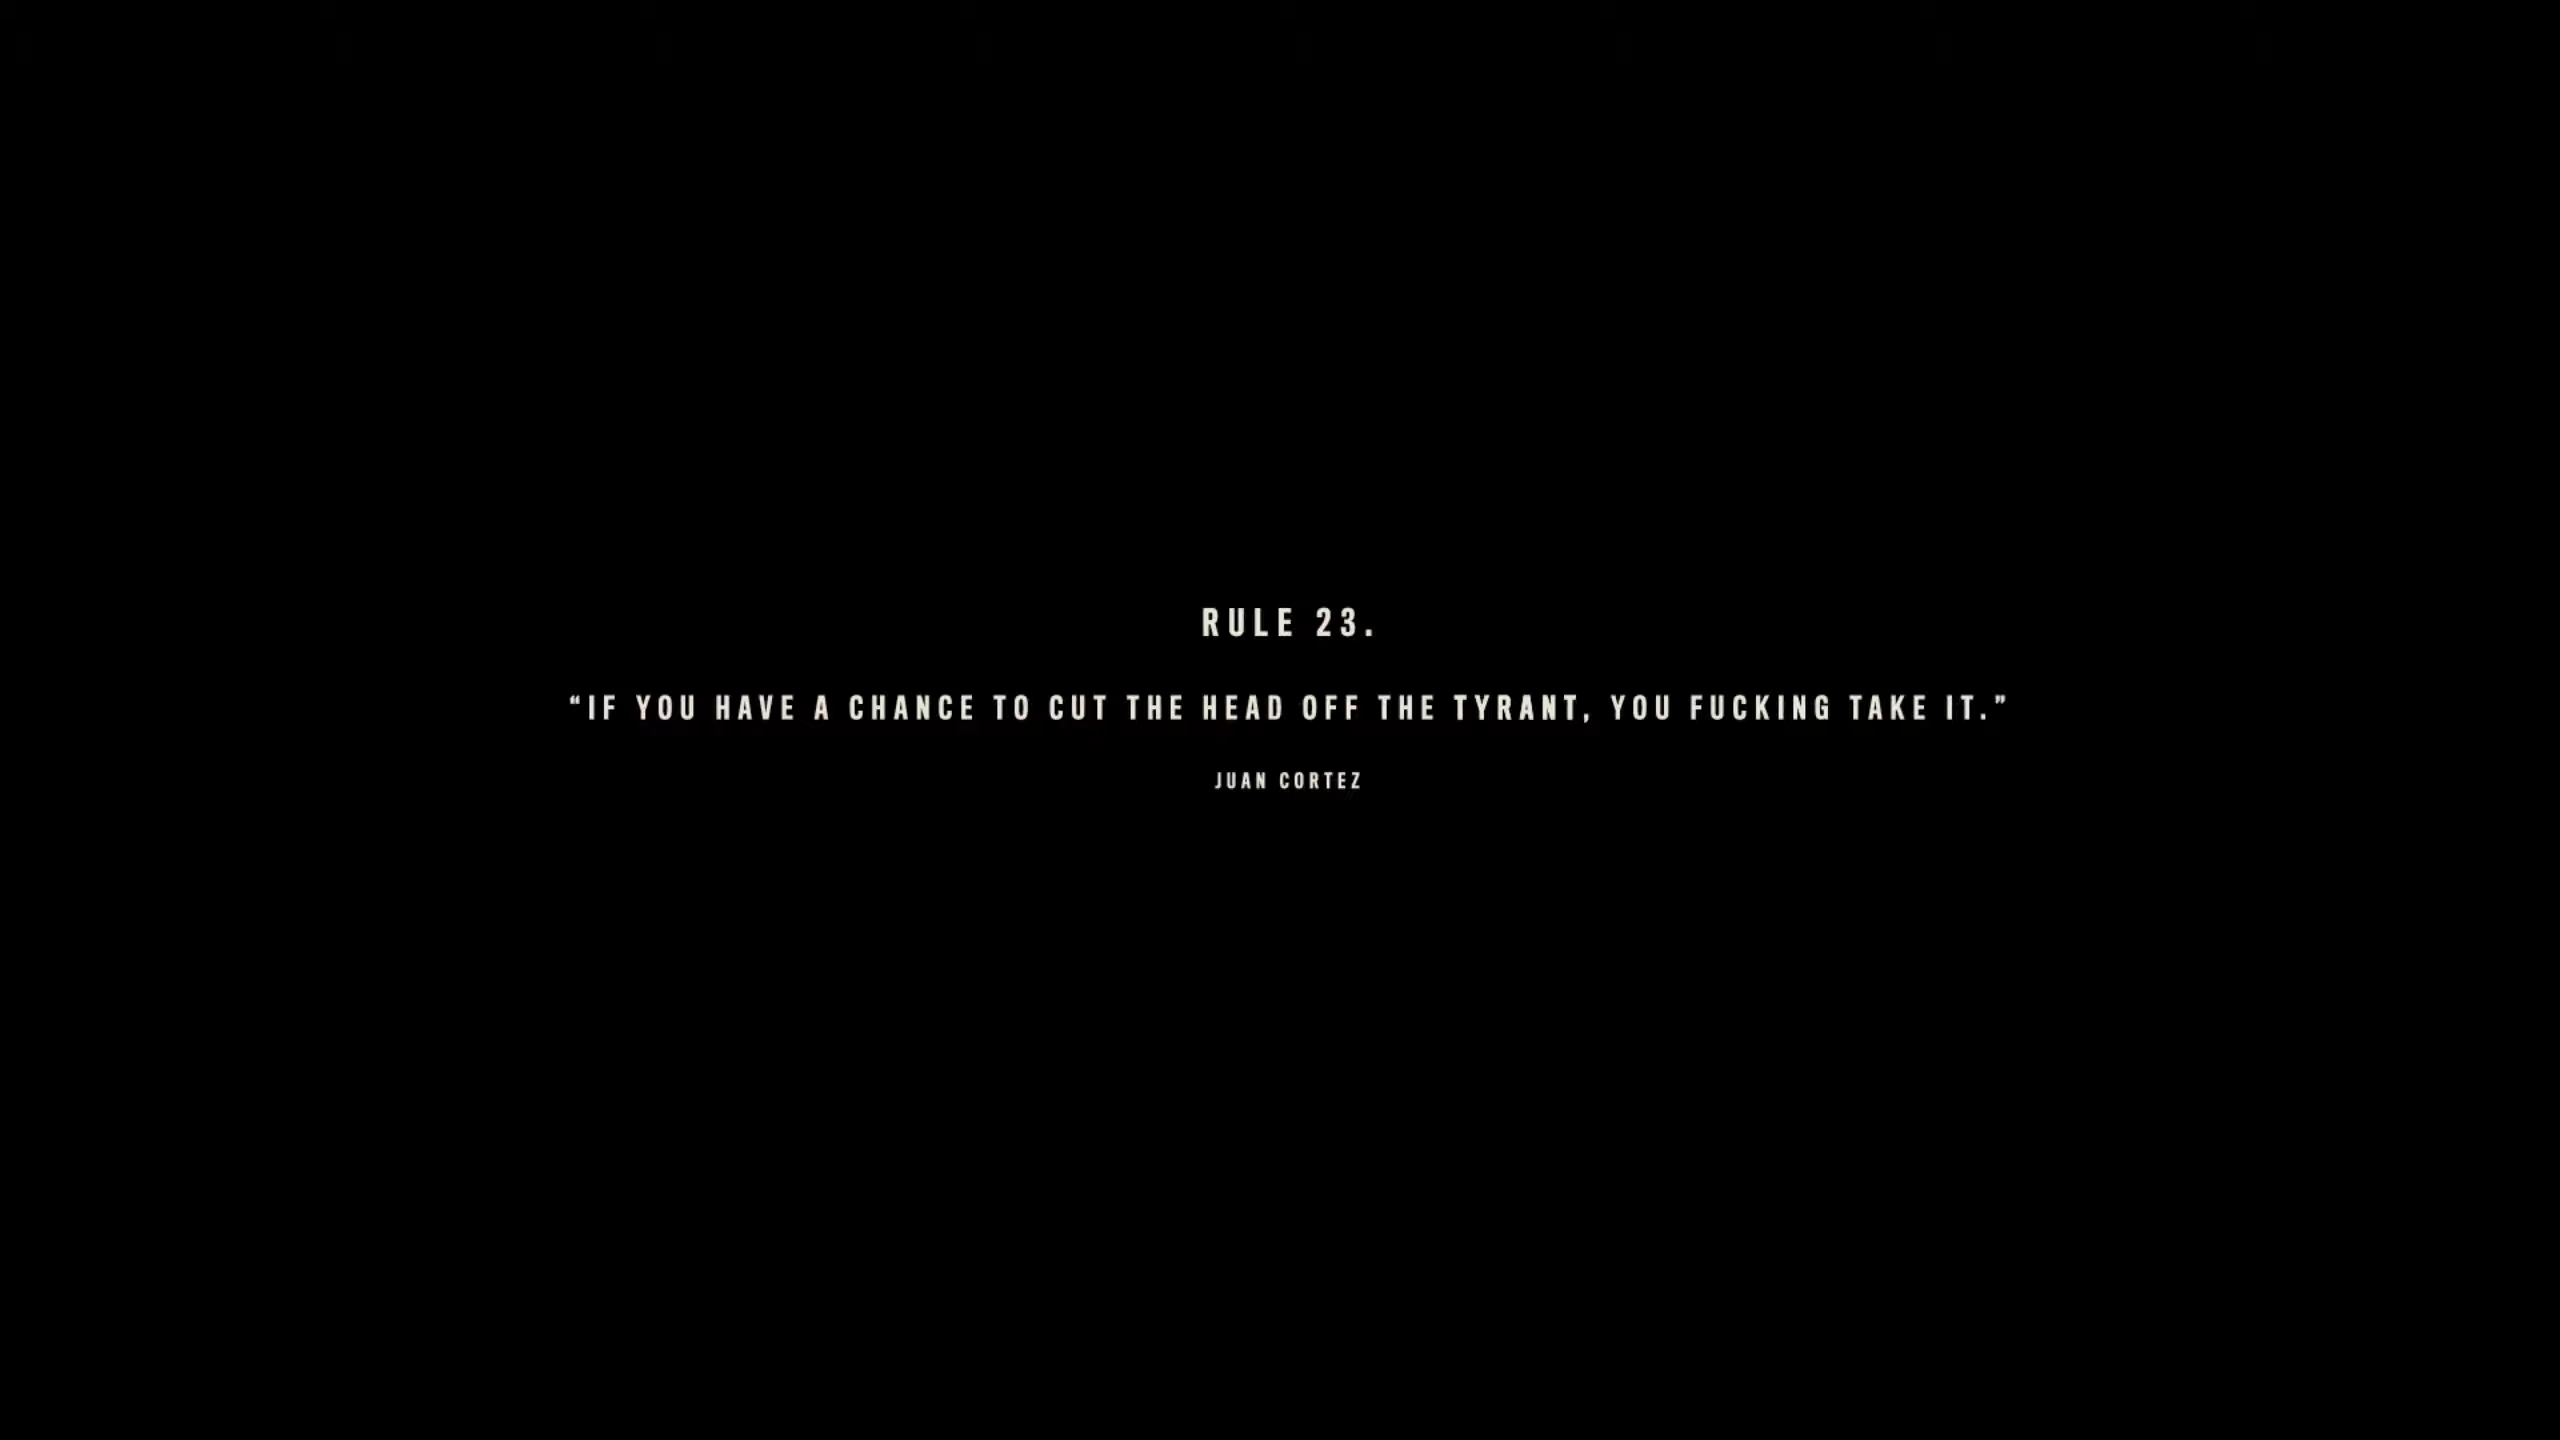 RULE 23.
“IF YOU HAVE A CHANCE TO CUT THE HEAD OFF THE TYRANT, YOU FUCKING TAKE IT.”
JUAN CORTEZ